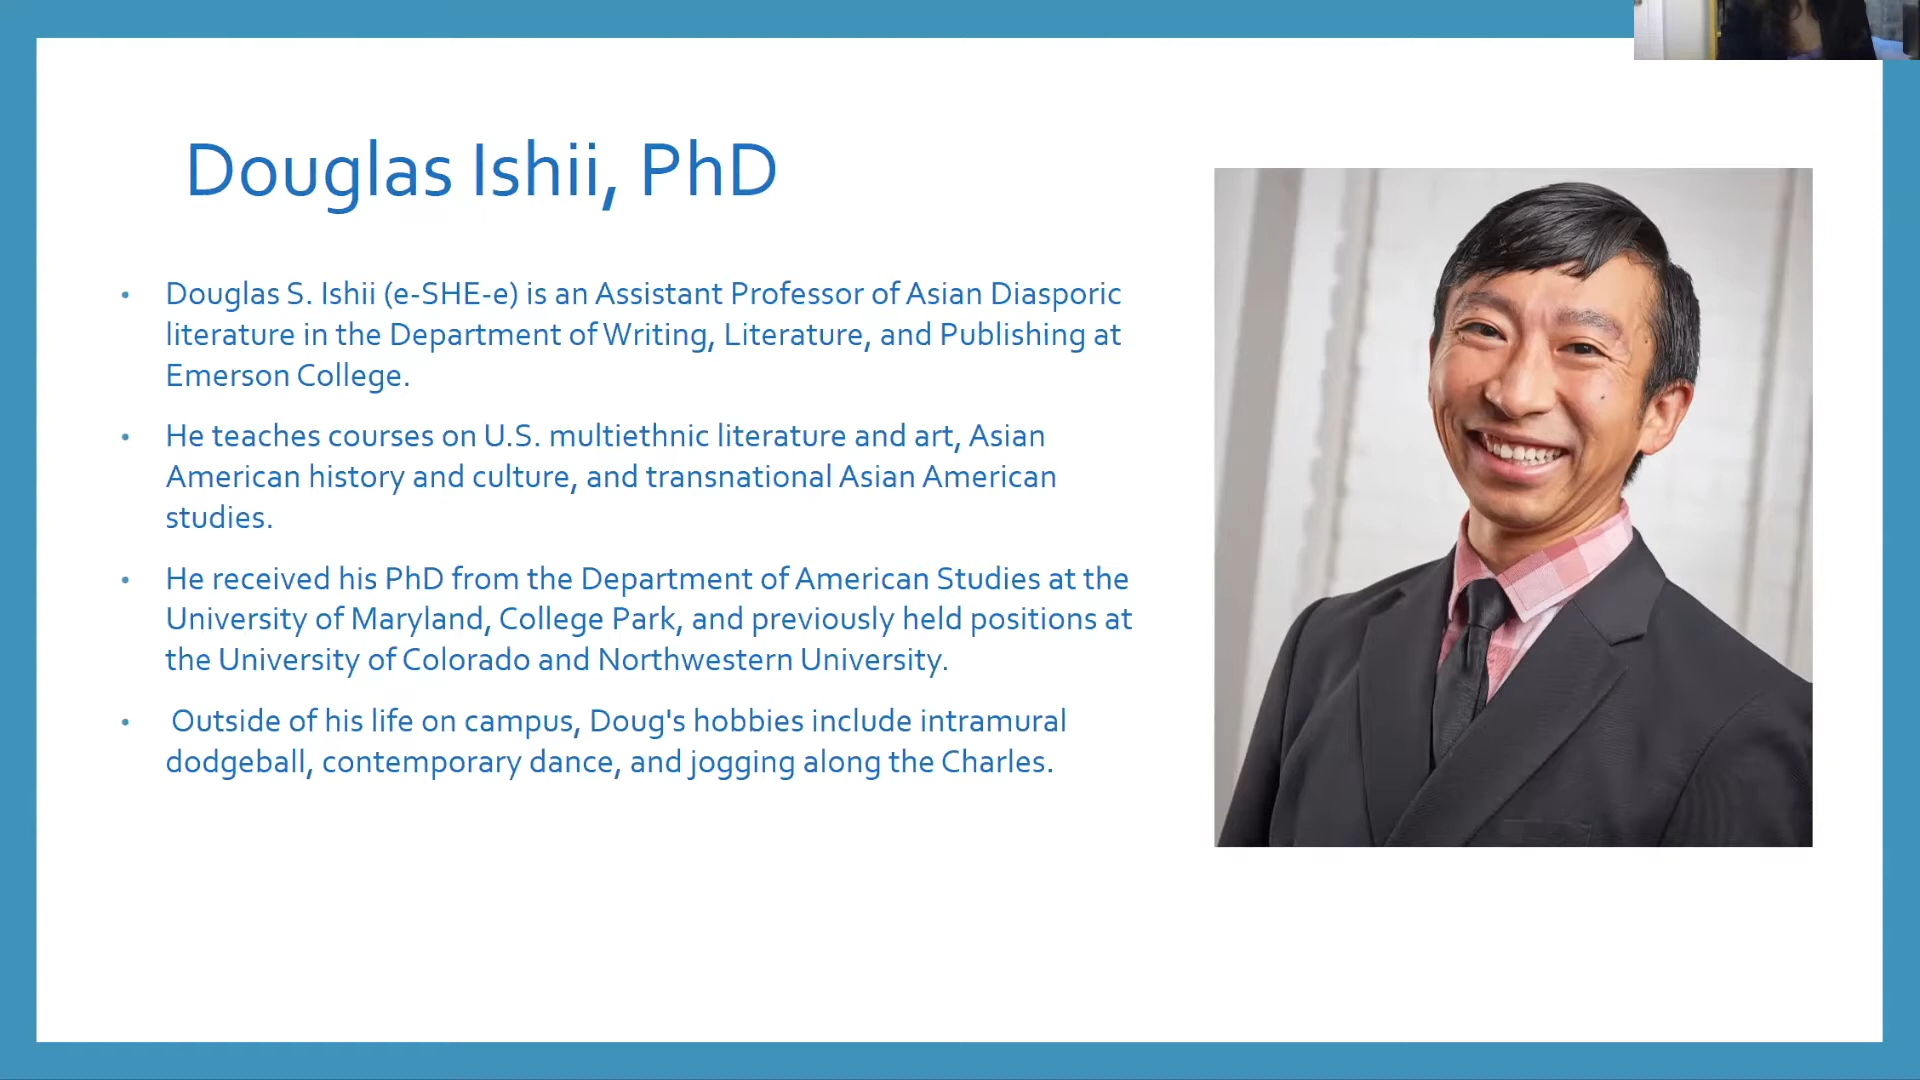 Douglas Ishii, PhD
• Douglas S. Ishii (e-SHE-e) is an Assistant Professor of Asian Diasporic
literature in the Department of Writing, Literature, and Publishing at
Emerson College.
• He teaches courses on U.S. multiethnic literature and art, Asian
American history and culture, and transnational Asian American
studies.
• He received his PhD from the Department of American Studies at the
University of Maryland, College Park, and previously held positions at
the University of Colorado and Northwestern University.
• Outside of his life on campus, Doug's hobbies include intramural
dodgeball, contemporary dance, and jogging along the Charles.